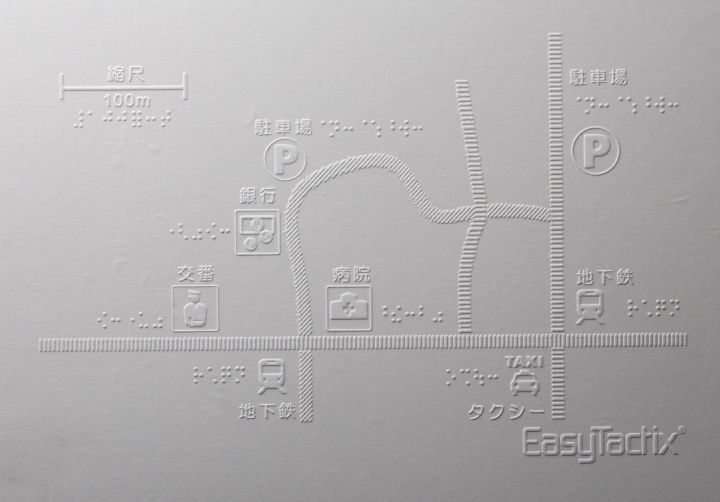 縮尺
100m
駐車場
P
駐車場
P
銀行
交番
病院
地下鉄
地下鉄
TAXI
タクシー
EasyTactix®